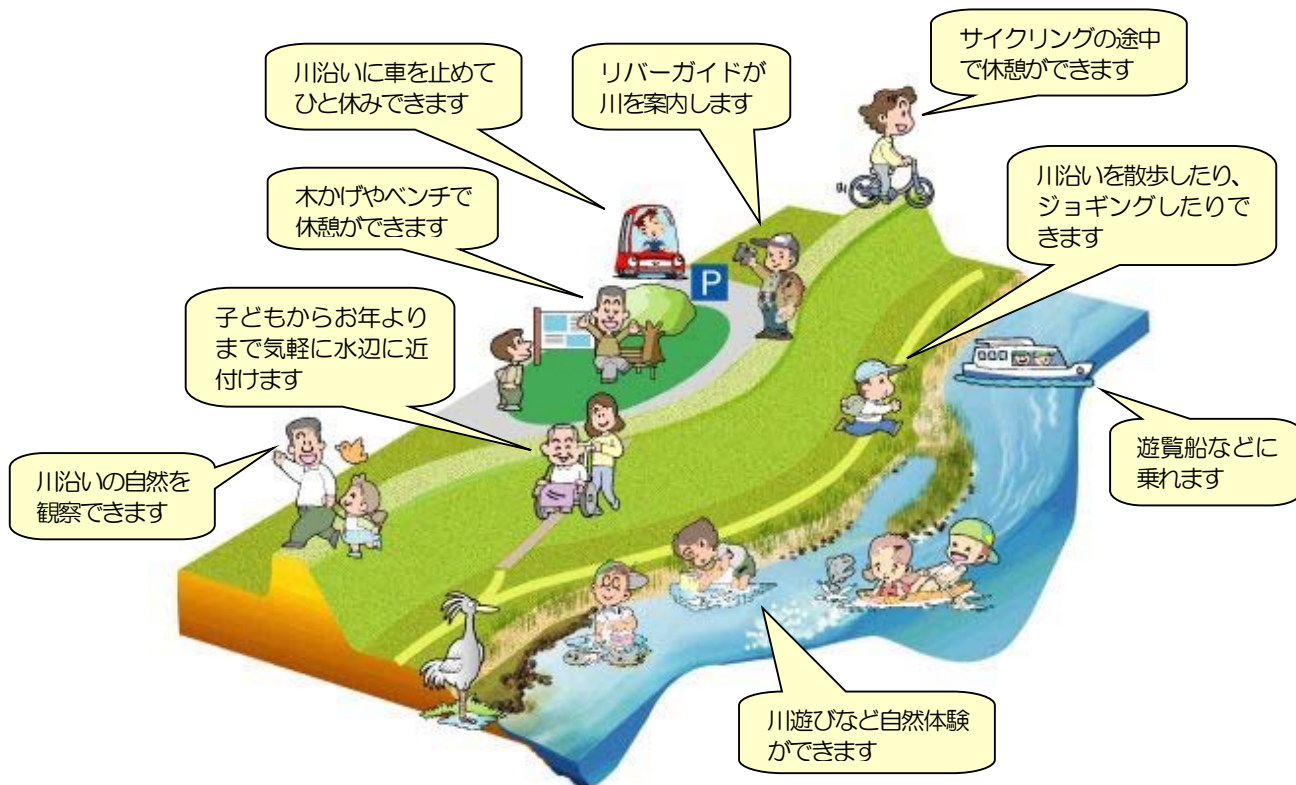 サイクリングの途中
で休憩ができます
川沿いに車を止めて
ひと休みできます
リバーガイドが
川を案内します
川沿いを散歩したり、
ジョギングしたりで
きます
木かげやベンチで
休憩ができます
P
子どもからお年より
まで気軽に水辺に近
付けます
遊覧船などに
乗れます
川沿いの自然を
観察できます
川遊びなど自然体験
ができます